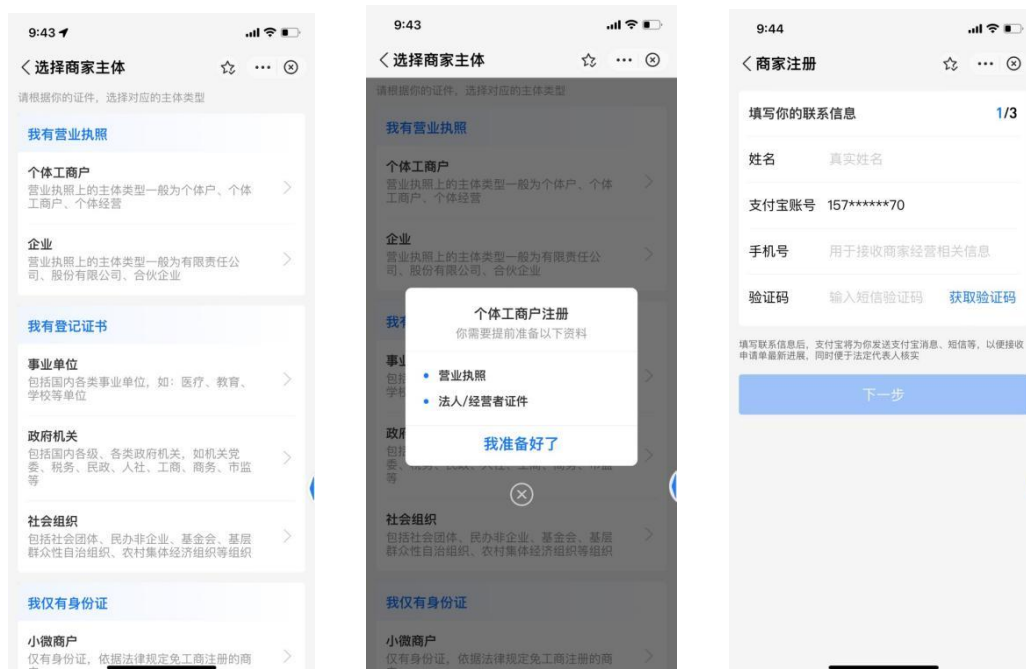 9:43
选择商家主体
请根据你的证件，选择对应的主体类型
我有营业执照
个体工商户
营业执照上的主体类型一般为个体户、个体
工商户、个体经营
企业
营业执照上的主体类型一般为有限责任公
司、股份有限公司、合伙企业
我有登记证书
事业单位
包括国内各类事业单位，如：医疗、教育、
学校等单位
政府机关
包括国内各级、各类政府机关，如机关党
委、税务、民政、人社、工商、商务、市监
等
社会组织
包括社会团体、民办非企业、基金会、基层
群众性自治组织、农村集体经济组织等组织
我仅有身份证
小微商户
仅有身份证，依据法律规定免工商注册的商
9:43
选择商家主体
请根据你的证件，选择对应的主体类型
我有营业执照
个体工商户
营业执照上的主体类型一般为个体户、个体
工商户、个体经营
企业
营业执照上的主体类型一般为有限责任公
司、股份有限公司、合伙企业
个体工商户注册
你需要提前准备以下资料
营业执照
法人/经营者证件
我准备好了
等
社会组织
包括社会团体、民办非企业、基金会、基层
群众性自治组织、农村集体经济组织等组织
我仅有身份证
小微商户
仅有身份证，依据法律规定免工商注册的商
9:44
商家注册
填写你的联系信息 1/3
姓名 真实姓名
支付宝账号 157******70
手机号 用于接收商家经营相关信息
验证码 输入短信验证码 获取验证码
填写联系信息后，支付宝将为你发送支付宝消息、短信等，以便接收
申请单最新进展，同时便于法定代表人核实
下一步